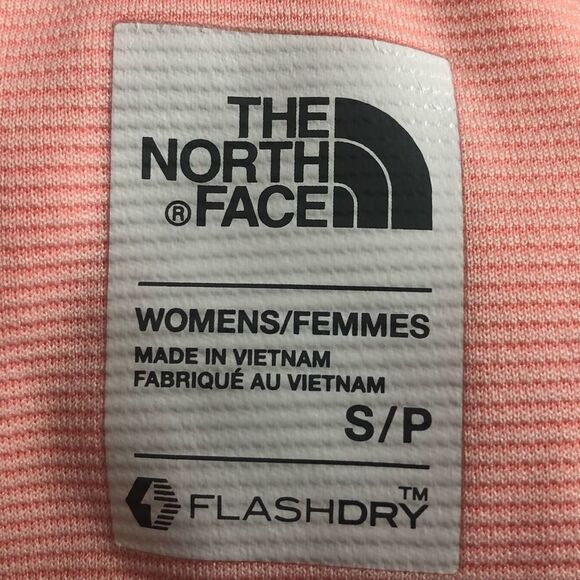 THE
NORTH
® FACE
WOMENS/FEMMES
MADE IN VIETNAM
FABRIQUÉ AU VIETNAM
S/P
FLASHDRY™